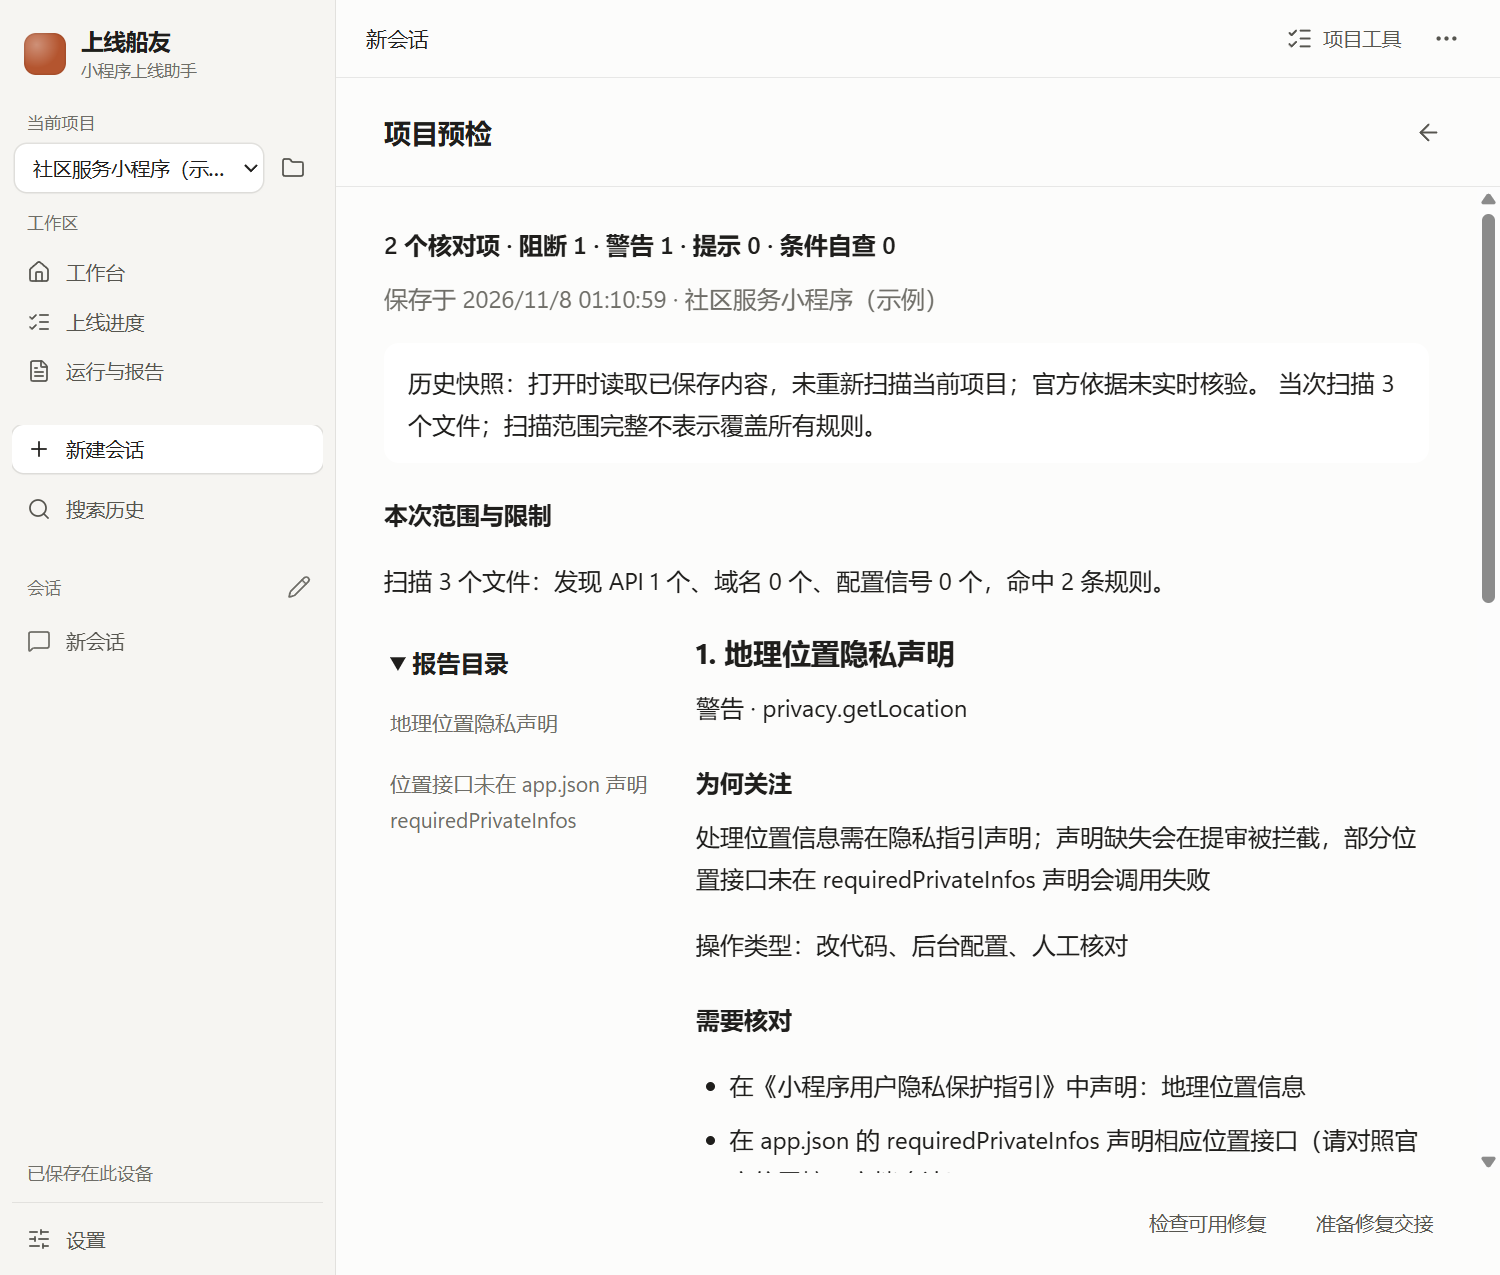 上线船友
小程序上线助手
当前项目
社区服务小程序（示...
工作区
工作台
上线进度
运行与报告
新建会话
搜索历史
会话
新会话
已保存在此设备
设置
新会话
项目工具
项目预检
2 个核对项 · 阻断 1 · 警告 1 · 提示 0 · 条件自查 0
保存于 2026/11/8 01:10:59 · 社区服务小程序（示例）
历史快照：打开时读取已保存内容，未重新扫描当前项目；官方依据未实时核验。 当次扫描 3
个文件；扫描范围完整不表示覆盖所有规则。
本次范围与限制
扫描 3 个文件：发现 API 1 个、域名 0 个、配置信号 0 个，命中 2 条规则。
报告目录
地理位置隐私声明
位置接口未在 app.json 声明
requiredPrivateInfos
1. 地理位置隐私声明
警告 · privacy.getLocation
为何关注
处理位置信息需在隐私指引声明；声明缺失会在提审被拦截，部分位
置接口未在 requiredPrivateInfos 声明会调用失败
操作类型：改代码、后台配置、人工核对
需要核对
在《小程序用户隐私保护指引》中声明：地理位置信息
在 app.json 的 requiredPrivateInfos 声明相应位置接口（请对照官
检查可用修复
准备修复交接